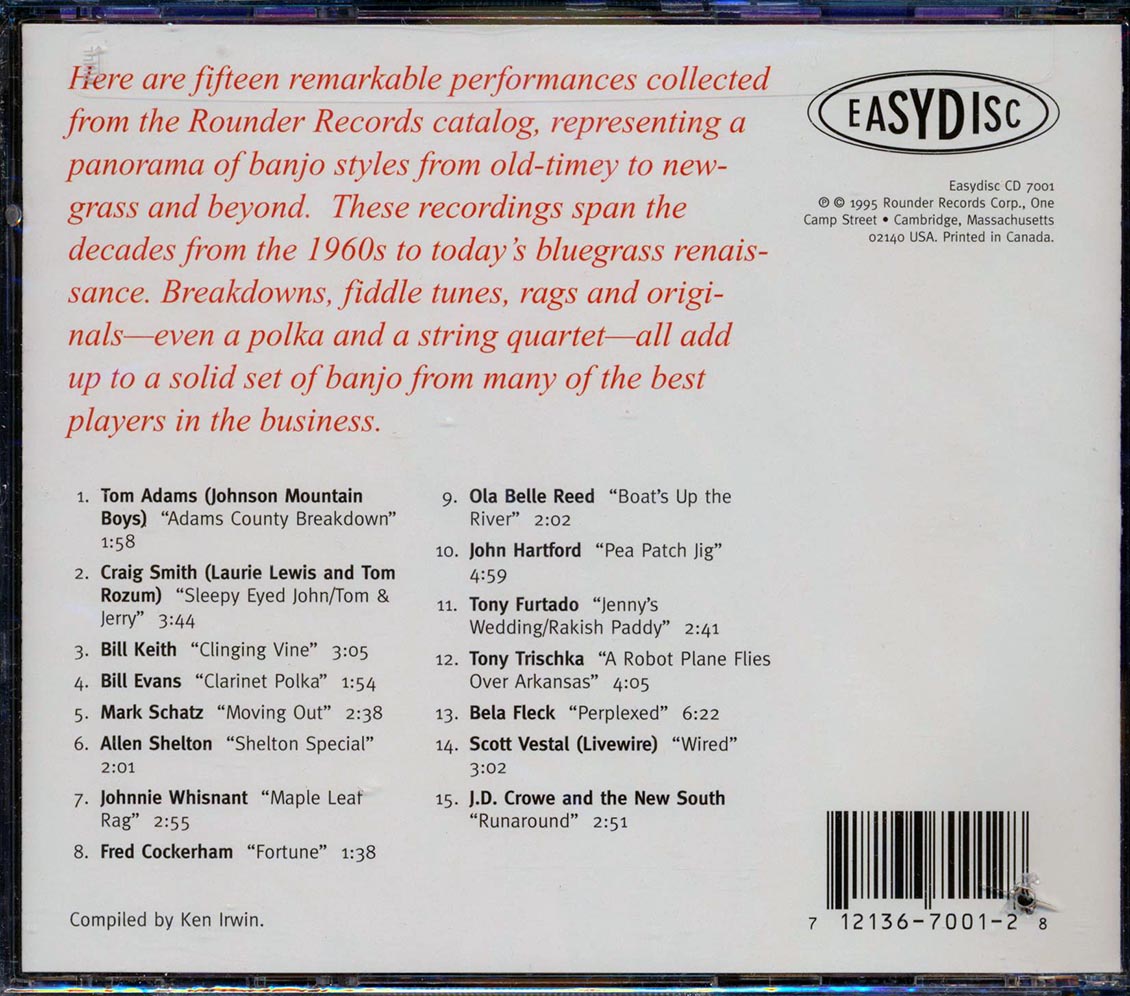 Here are fifteen remarkable performances collected
from the Rounder Records catalog, representing a
panorama of banjo styles from old-timey to new-
grass and beyond. These recordings span the
decades from the 1960s to today's bluegrass renais-
sance. Breakdowns, fiddle tunes, rags and origi-
nals—even a polka and a string quartet—all add
up to a solid set of banjo from many of the best
players in the business.
EASYDISC
Easydisc CD 7001
℗ © 1995 Rounder Records Corp., One
Camp Street • Cambridge, Massachusetts
02140 USA. Printed in Canada.
1. Tom Adams (Johnson Mountain
Boys) “Adams County Breakdown”
1:58
2. Craig Smith (Laurie Lewis and Tom
Rozum) “Sleepy Eyed John/Tom &
Jerry” 3:44
3. Bill Keith “Clinging Vine” 3:05
4. Bill Evans “Clarinet Polka” 1:54
5. Mark Schatz “Moving Out” 2:38
6. Allen Shelton “Shelton Special”
2:01
7. Johnnie Whisnant “Maple Leaf
Rag” 2:55
8. Fred Cockerham “Fortune” 1:38
9. Ola Belle Reed “Boat's Up the
River” 2:02
10. John Hartford “Pea Patch Jig”
4:59
11. Tony Furtado “Jenny's
Wedding/Rakish Paddy” 2:41
12. Tony Trischka “A Robot Plane Flies
Over Arkansas” 4:05
13. Bela Fleck “Perplexed” 6:22
14. Scott Vestal (Livewire) “Wired”
3:02
15. J.D. Crowe and the New South
“Runaround” 2:51
Compiled by Ken Irwin.
7 12136-7001-2 8